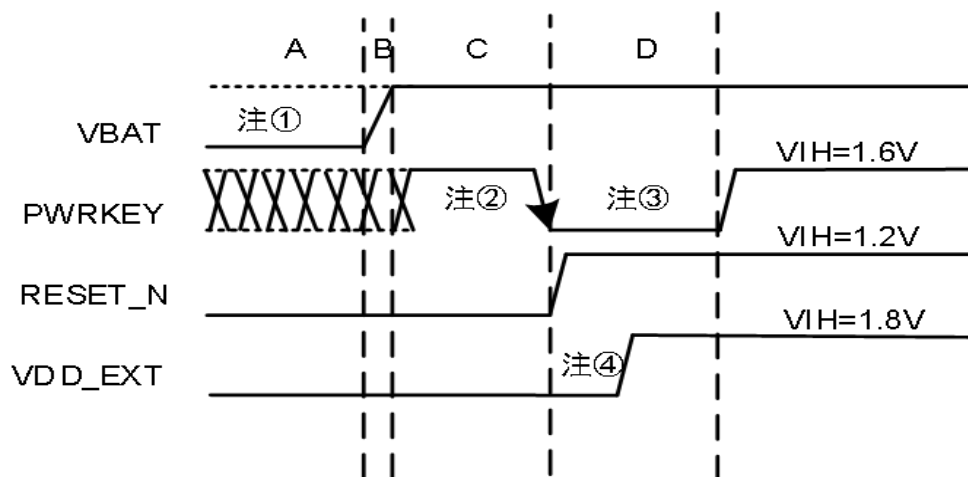 A B C D
VBAT 注①
VIH=1.6V
PWRKEY 注② 注③
VIH=1.2V
RESET_N
VIH=1.8V
VDD_EXT 注④